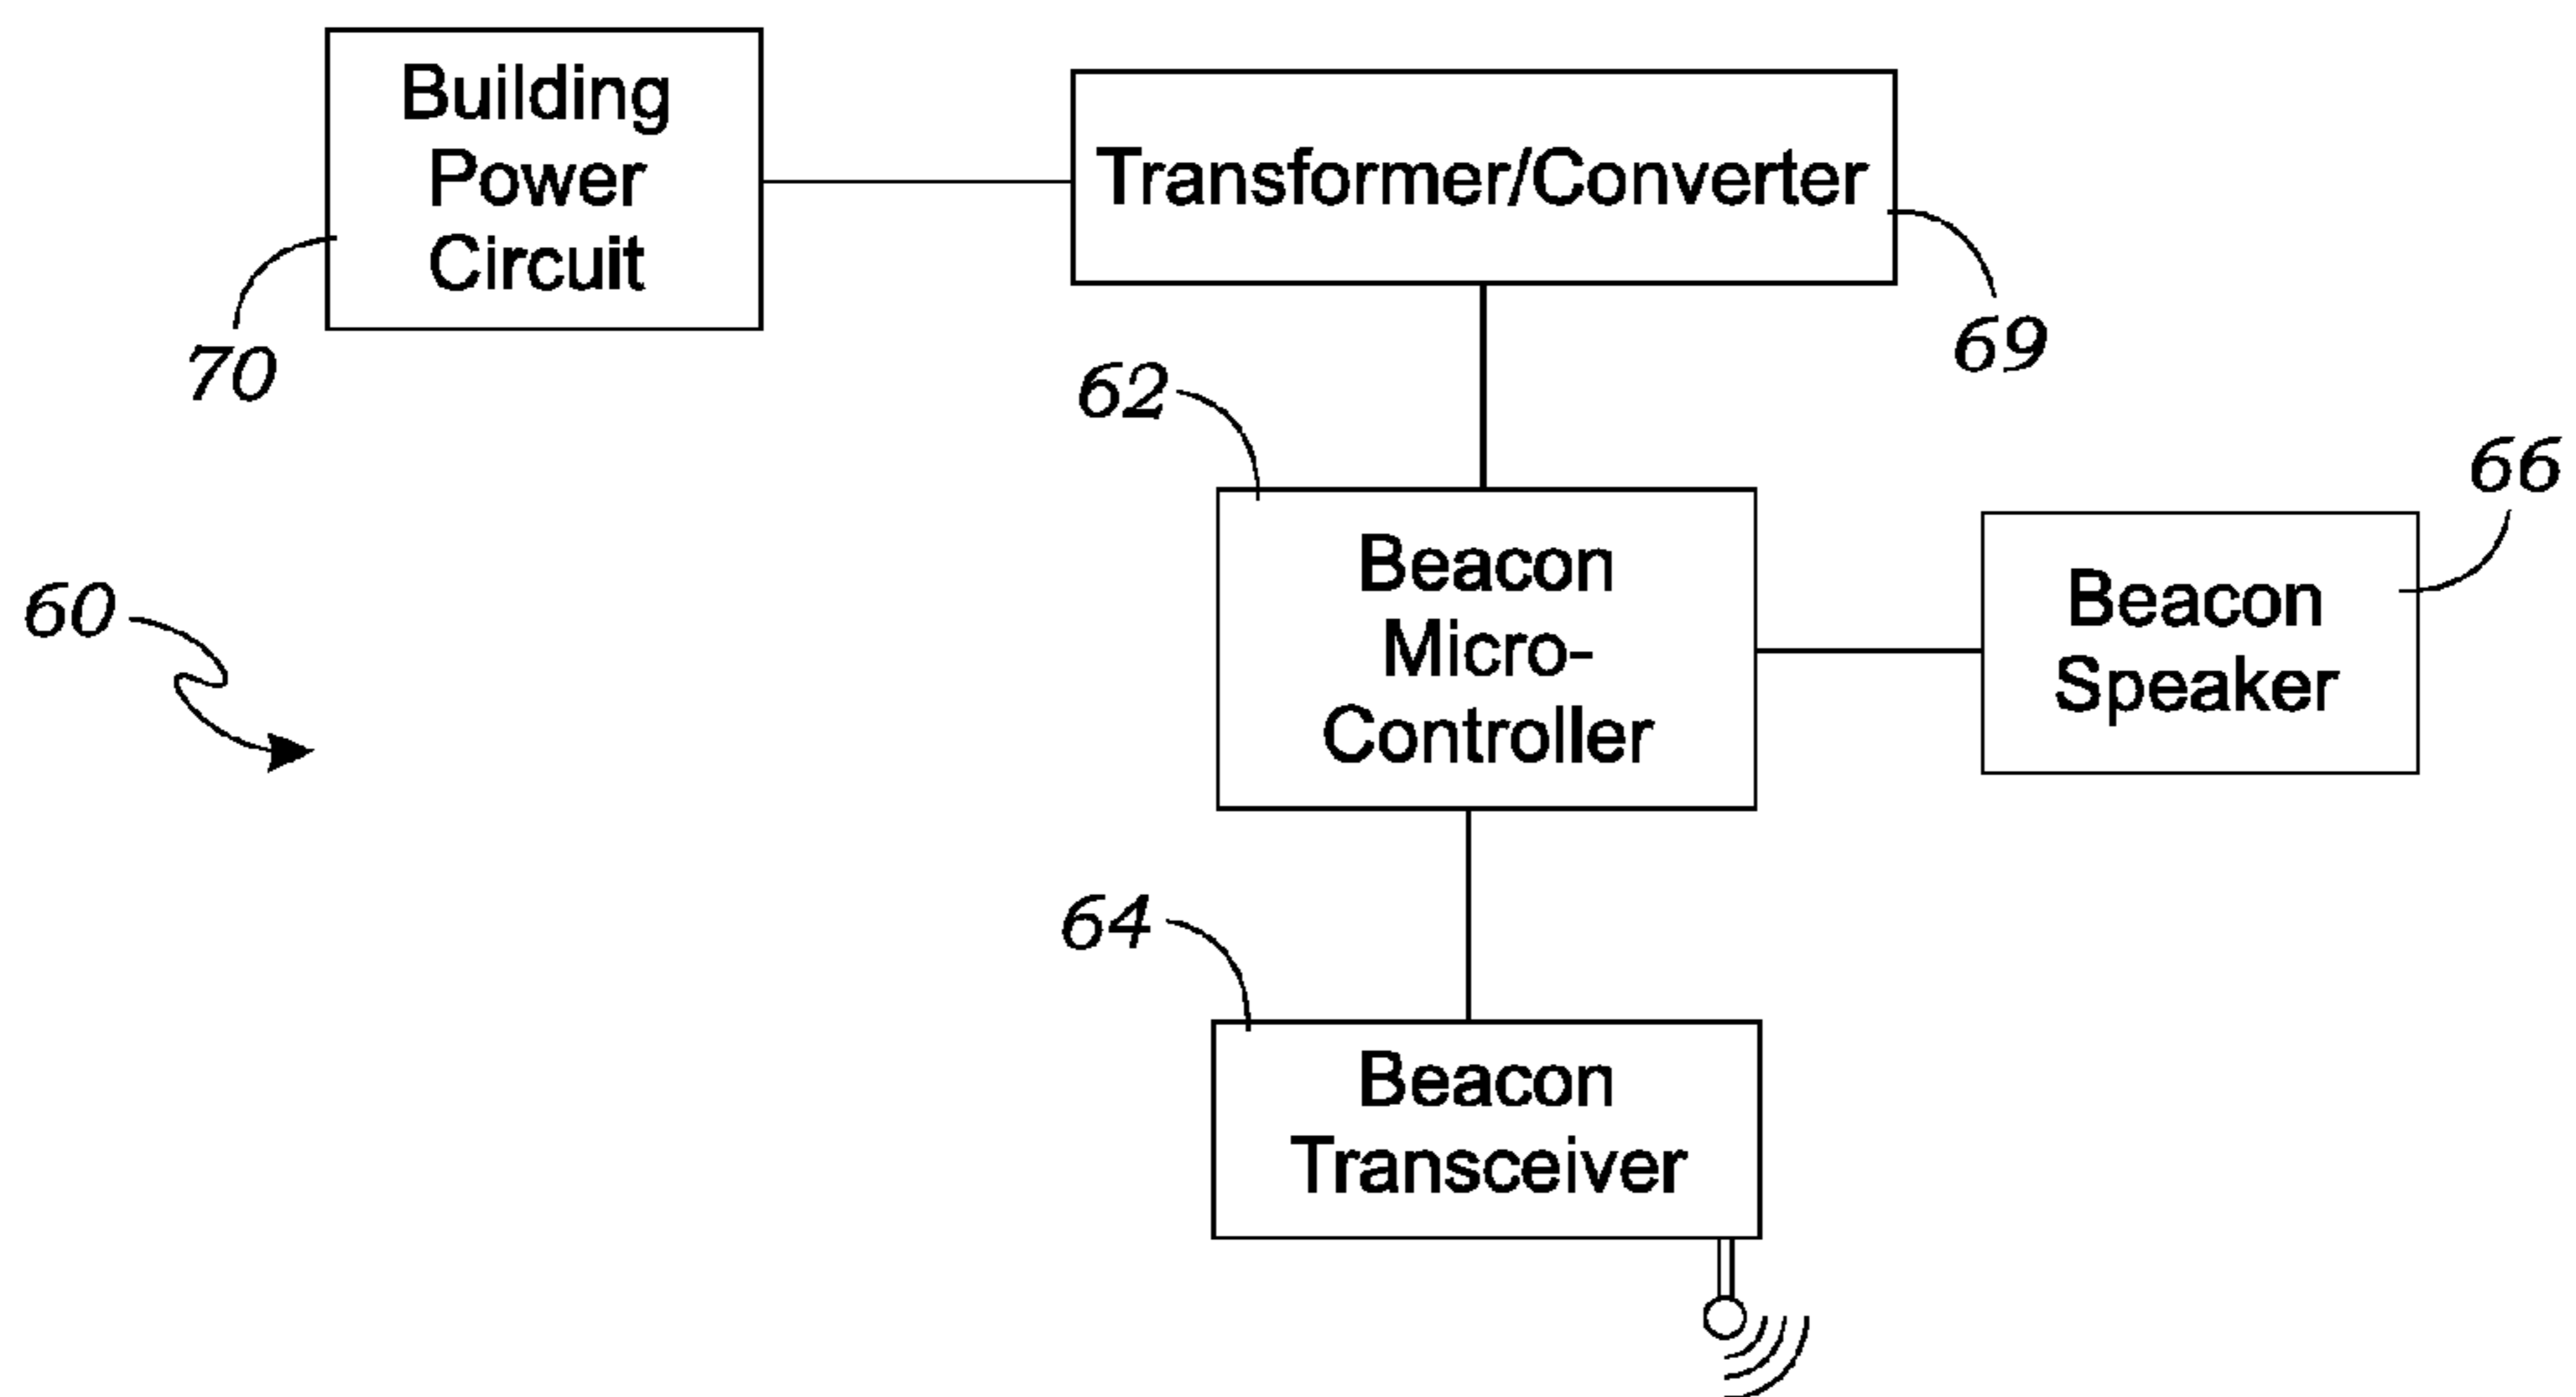 Building
Power
Circuit
70
Transformer/Converter
69
62
Beacon
Micro-
Controller
66
Beacon
Speaker
60
64
Beacon
Transceiver